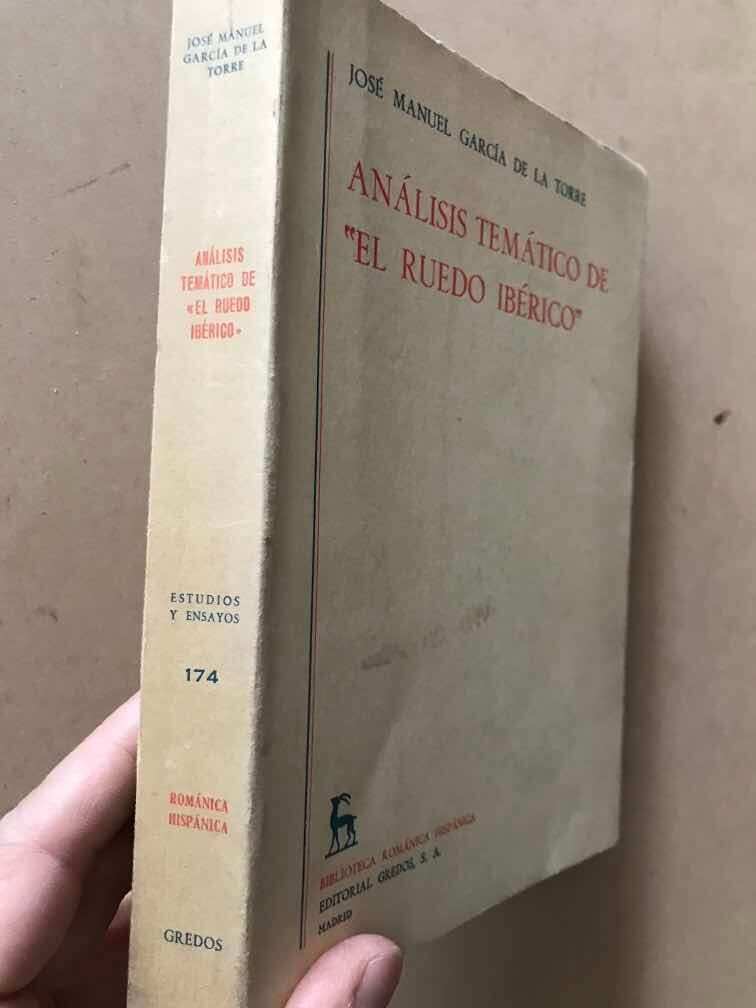 JOSÉ MANUEL
GARCÍA DE LA
TORRE
ANÁLISIS
TEMÁTICO DE
«EL RUEDO
IBÉRICO»
ESTUDIOS
Y ENSAYOS
174
ROMÁNICA
HISPÁNICA
GREDOS
JOSÉ MANUEL GARCÍA DE LA TORRE
ANÁLISIS TEMÁTICO DE
"EL RUEDO IBÉRICO"
BIBLIOTECA ROMÁNICA HISPÁNICA
EDITORIAL GREDOS, S. A.
MADRID